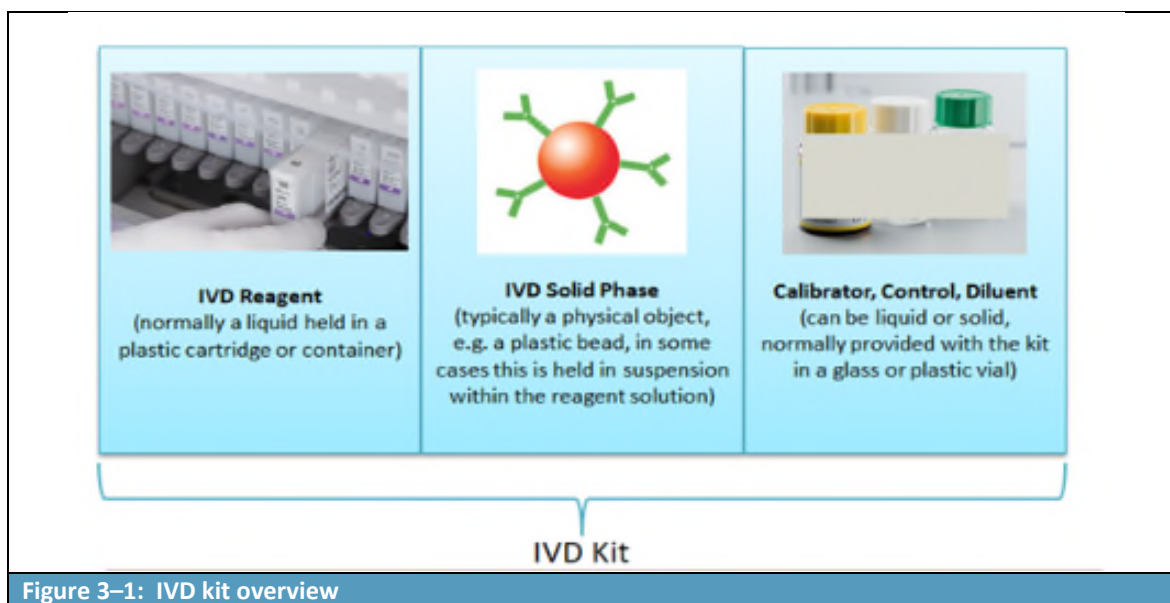 IVD Reagent
(normally a liquid held in a
plastic cartridge or container)
IVD Solid Phase
(typically a physical object,
e.g. a plastic bead, in some
cases this is held in suspension
within the reagent solution)
Calibrator, Control, Diluent
(can be liquid or solid,
normally provided with the kit
in a glass or plastic vial)
IVD Kit
Figure 3–1: IVD kit overview